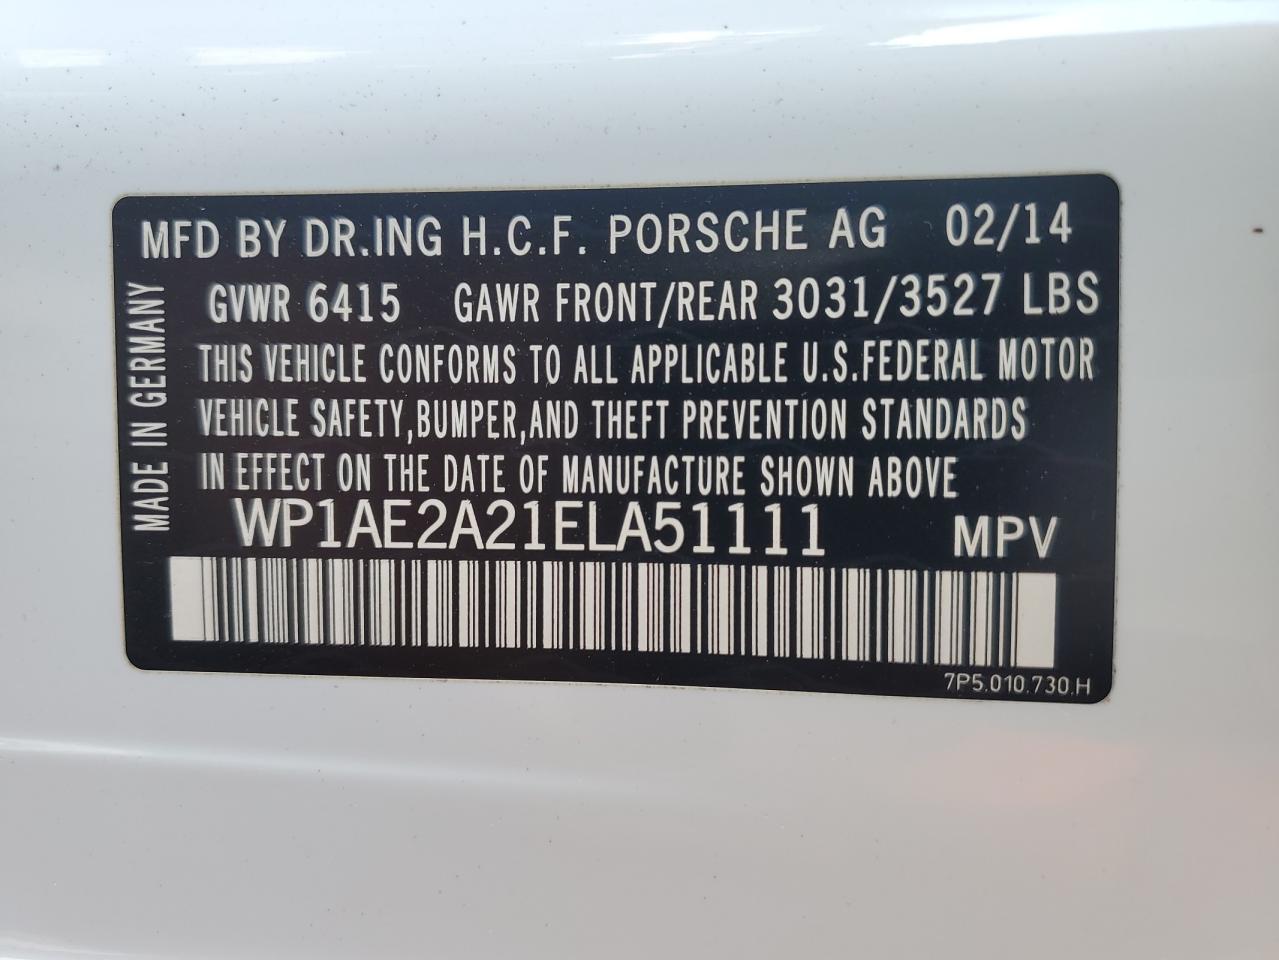 MFD BY DR.ING H.C.F. PORSCHE AG 02/14
GVWR 6415 GAWR FRONT/REAR 3031/3527 LBS
THIS VEHICLE CONFORMS TO ALL APPLICABLE U.S.FEDERAL MOTOR
VEHICLE SAFETY,BUMPER,AND THEFT PREVENTION STANDARDS
IN EFFECT ON THE DATE OF MANUFACTURE SHOWN ABOVE
WP1AE2A21ELA51111 MPV
MADE IN GERMANY
7P5.010.730.H